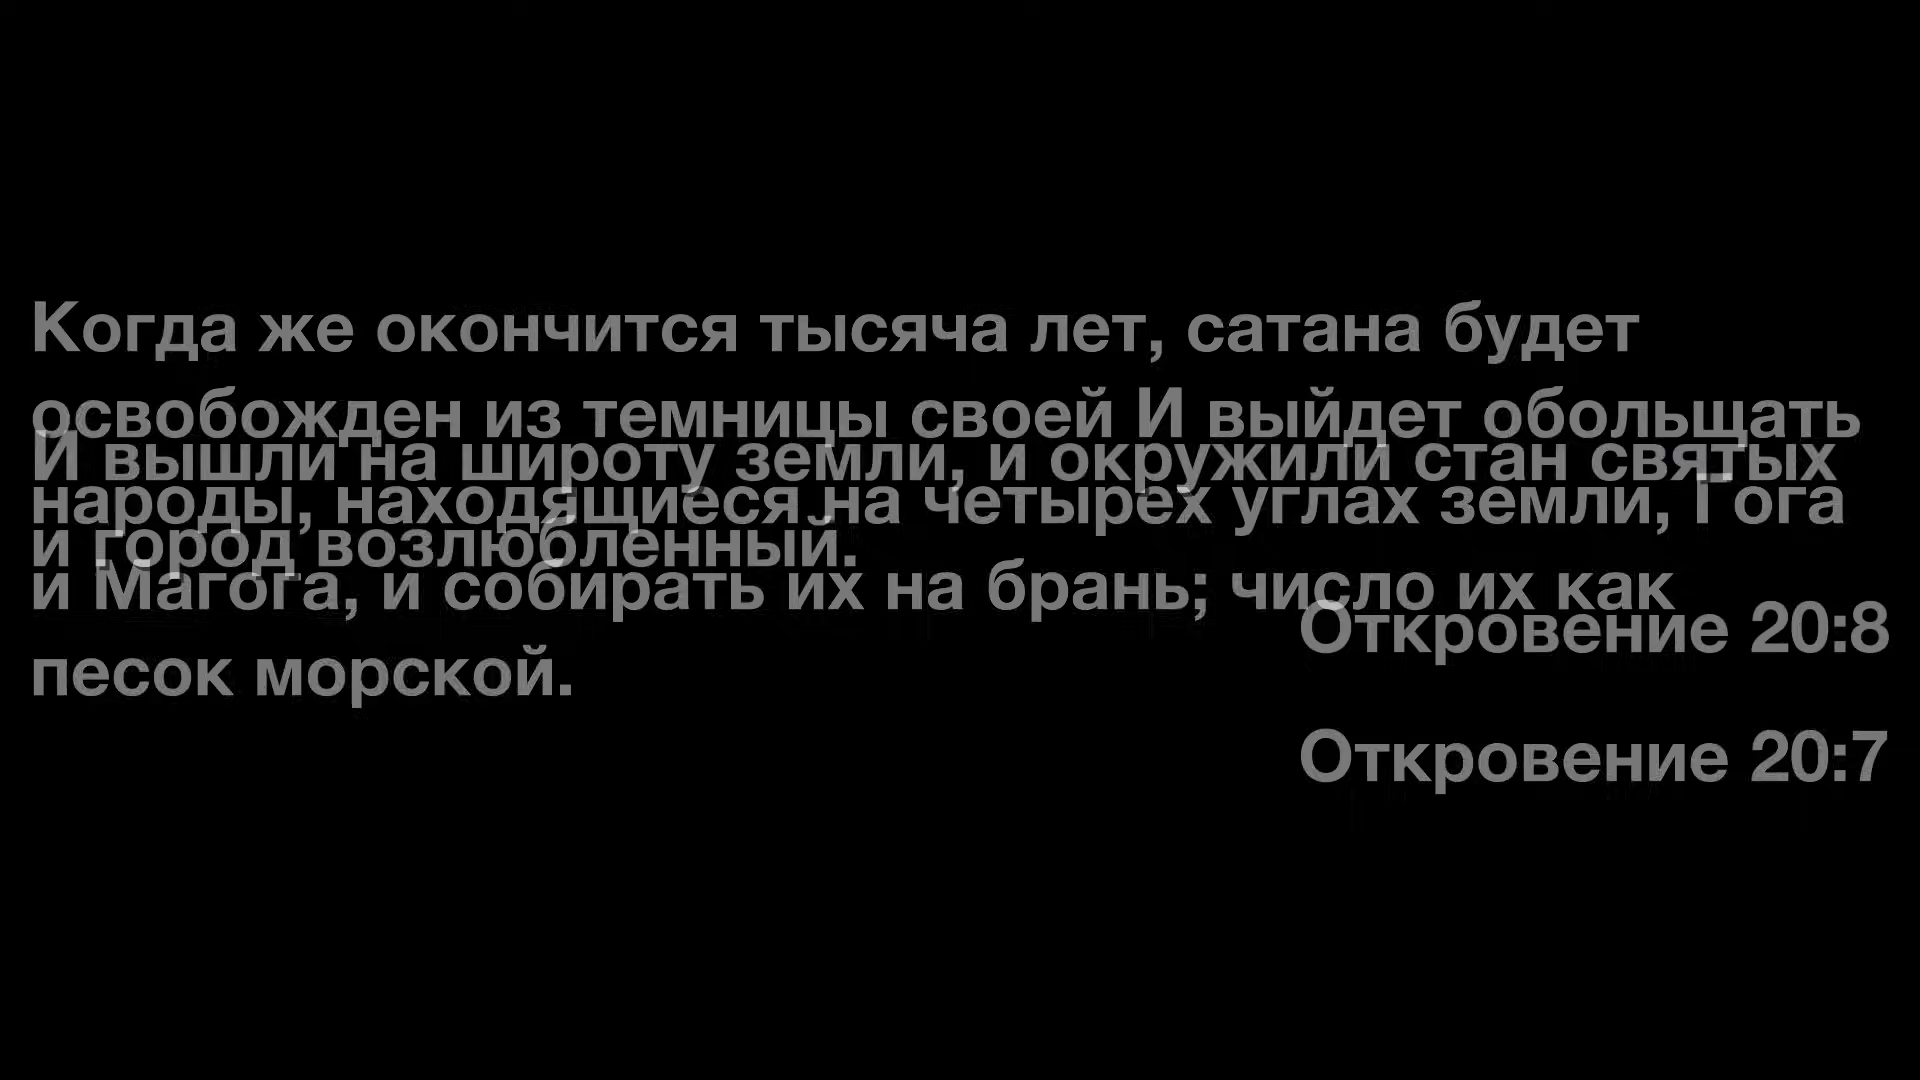 Когда же окончится тысяча лет, сатана будет
освобожден из темницы своей И выйдет обольщать
народы, находящиеся на четырех углах земли, Гога
и Магога, и собирать их на брань; число их как
песок морской.
Откровение 20:7
И вышли на широту земли, и окружили стан святых
и город возлюбленный.
Откровение 20:8